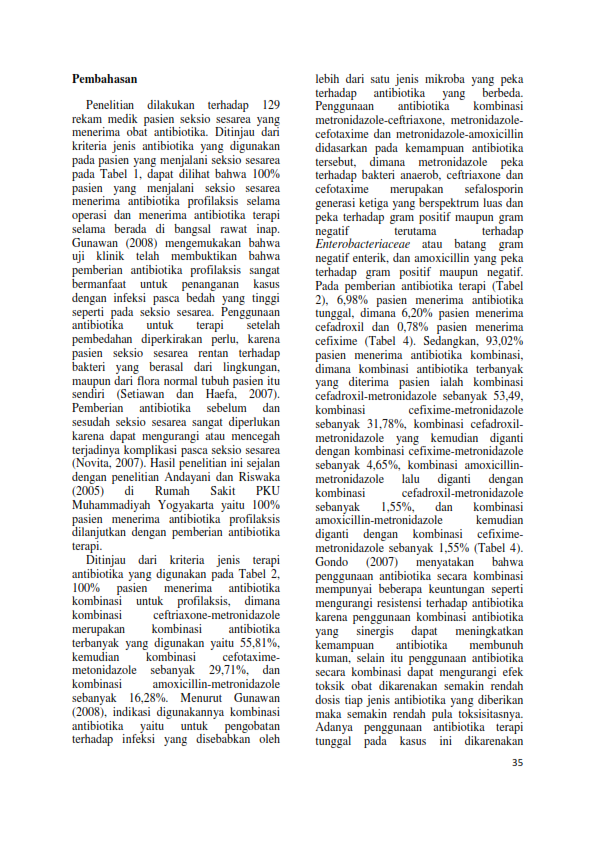 Pembahasan
Penelitian dilakukan terhadap 129
rekam medik pasien seksio sesarea yang
menerima obat antibiotika. Ditinjau dari
kriteria jenis antibiotika yang digunakan
pada pasien yang menjalani seksio sesarea
pada Tabel 1, dapat dilihat bahwa 100%
pasien yang menjalani seksio sesarea
menerima antibiotika profilaksis selama
operasi dan menerima antibiotika terapi
selama berada di bangsal rawat inap.
Gunawan (2008) mengemukakan bahwa
uji klinik telah membuktikan bahwa
pemberian antibiotika profilaksis sangat
bermanfaat untuk penanganan kasus
dengan infeksi pasca bedah yang tinggi
seperti pada seksio sesarea. Penggunaan
antibiotika untuk terapi setelah
pembedahan diperkirakan perlu, karena
pasien seksio sesarea rentan terhadap
bakteri yang berasal dari lingkungan,
maupun dari flora normal tubuh pasien itu
sendiri (Setiawan dan Haefa, 2007).
Pemberian antibiotika sebelum dan
sesudah seksio sesarea sangat diperlukan
karena dapat mengurangi atau mencegah
terjadinya komplikasi pasca seksio sesarea
(Novita, 2007). Hasil penelitian ini sejalan
dengan penelitian Andayani dan Riswaka
(2005) di Rumah Sakit PKU
Muhammadiyah Yogyakarta yaitu 100%
pasien menerima antibiotika profilaksis
dilanjutkan dengan pemberian antibiotika
terapi.
Ditinjau dari kriteria jenis terapi
antibiotika yang digunakan pada Tabel 2,
100% pasien menerima antibiotika
kombinasi untuk profilaksis, dimana
kombinasi ceftriaxone-metronidazole
merupakan kombinasi antibiotika
terbanyak yang digunakan yaitu 55,81%,
kemudian kombinasi cefotaxime-
metonidazole sebanyak 29,71%, dan
kombinasi amoxicillin-metronidazole
sebanyak 16,28%. Menurut Gunawan
(2008), indikasi digunakannya kombinasi
antibiotika yaitu untuk pengobatan
terhadap infeksi yang disebabkan oleh
lebih dari satu jenis mikroba yang peka
terhadap antibiotika yang berbeda.
Penggunaan antibiotika kombinasi
metronidazole-ceftriaxone, metronidazole-
cefotaxime dan metronidazole-amoxicillin
didasarkan pada kemampuan antibiotika
tersebut, dimana metronidazole peka
terhadap bakteri anaerob, ceftriaxone dan
cefotaxime merupakan sefalosporin
generasi ketiga yang berspektrum luas dan
peka terhadap gram positif maupun gram
negatif terutama terhadap
Enterobacteriaceae atau batang gram
negatif enterik, dan amoxicillin yang peka
terhadap gram positif maupun negatif.
Pada pemberian antibiotika terapi (Tabel
2), 6,98% pasien menerima antibiotika
tunggal, dimana 6,20% pasien menerima
cefadroxil dan 0,78% pasien menerima
cefixime (Tabel 4). Sedangkan, 93,02%
pasien menerima antibiotika kombinasi,
dimana kombinasi antibiotika terbanyak
yang diterima pasien ialah kombinasi
cefadroxil-metronidazole sebanyak 53,49,
kombinasi cefixime-metronidazole
sebanyak 31,78%, kombinasi cefadroxil-
metronidazole yang kemudian diganti
dengan kombinasi cefixime-metronidazole
sebanyak 4,65%, kombinasi amoxicillin-
metronidazole lalu diganti dengan
kombinasi cefadroxil-metronidazole
sebanyak 1,55%, dan kombinasi
amoxicillin-metronidazole kemudian
diganti dengan kombinasi cefixime-
metronidazole sebanyak 1,55% (Tabel 4).
Gondo (2007) menyatakan bahwa
penggunaan antibiotika secara kombinasi
mempunyai beberapa keuntungan seperti
mengurangi resistensi terhadap antibiotika
karena penggunaan kombinasi antibiotika
yang sinergis dapat meningkatkan
kemampuan antibiotika membunuh
kuman, selain itu penggunaan antibiotika
secara kombinasi dapat mengurangi efek
toksik obat dikarenakan semakin rendah
dosis tiap jenis antibiotika yang diberikan
maka semakin rendah pula toksisitasnya.
Adanya penggunaan antibiotika terapi
tunggal pada kasus ini dikarenakan
35